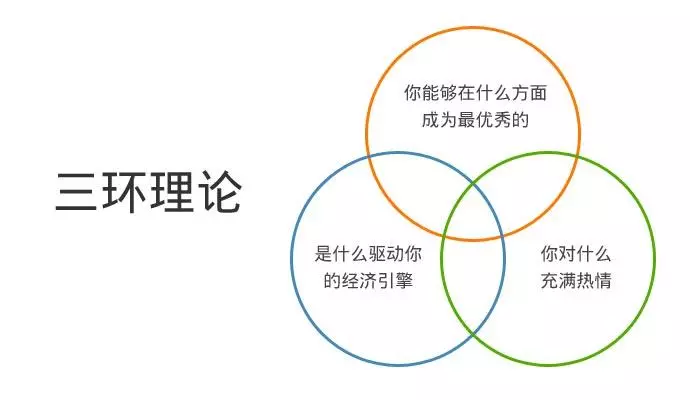 三环理论
你能够在什么方面
成为最优秀的
是什么驱动你
的经济引擎
你对什么
充满热情